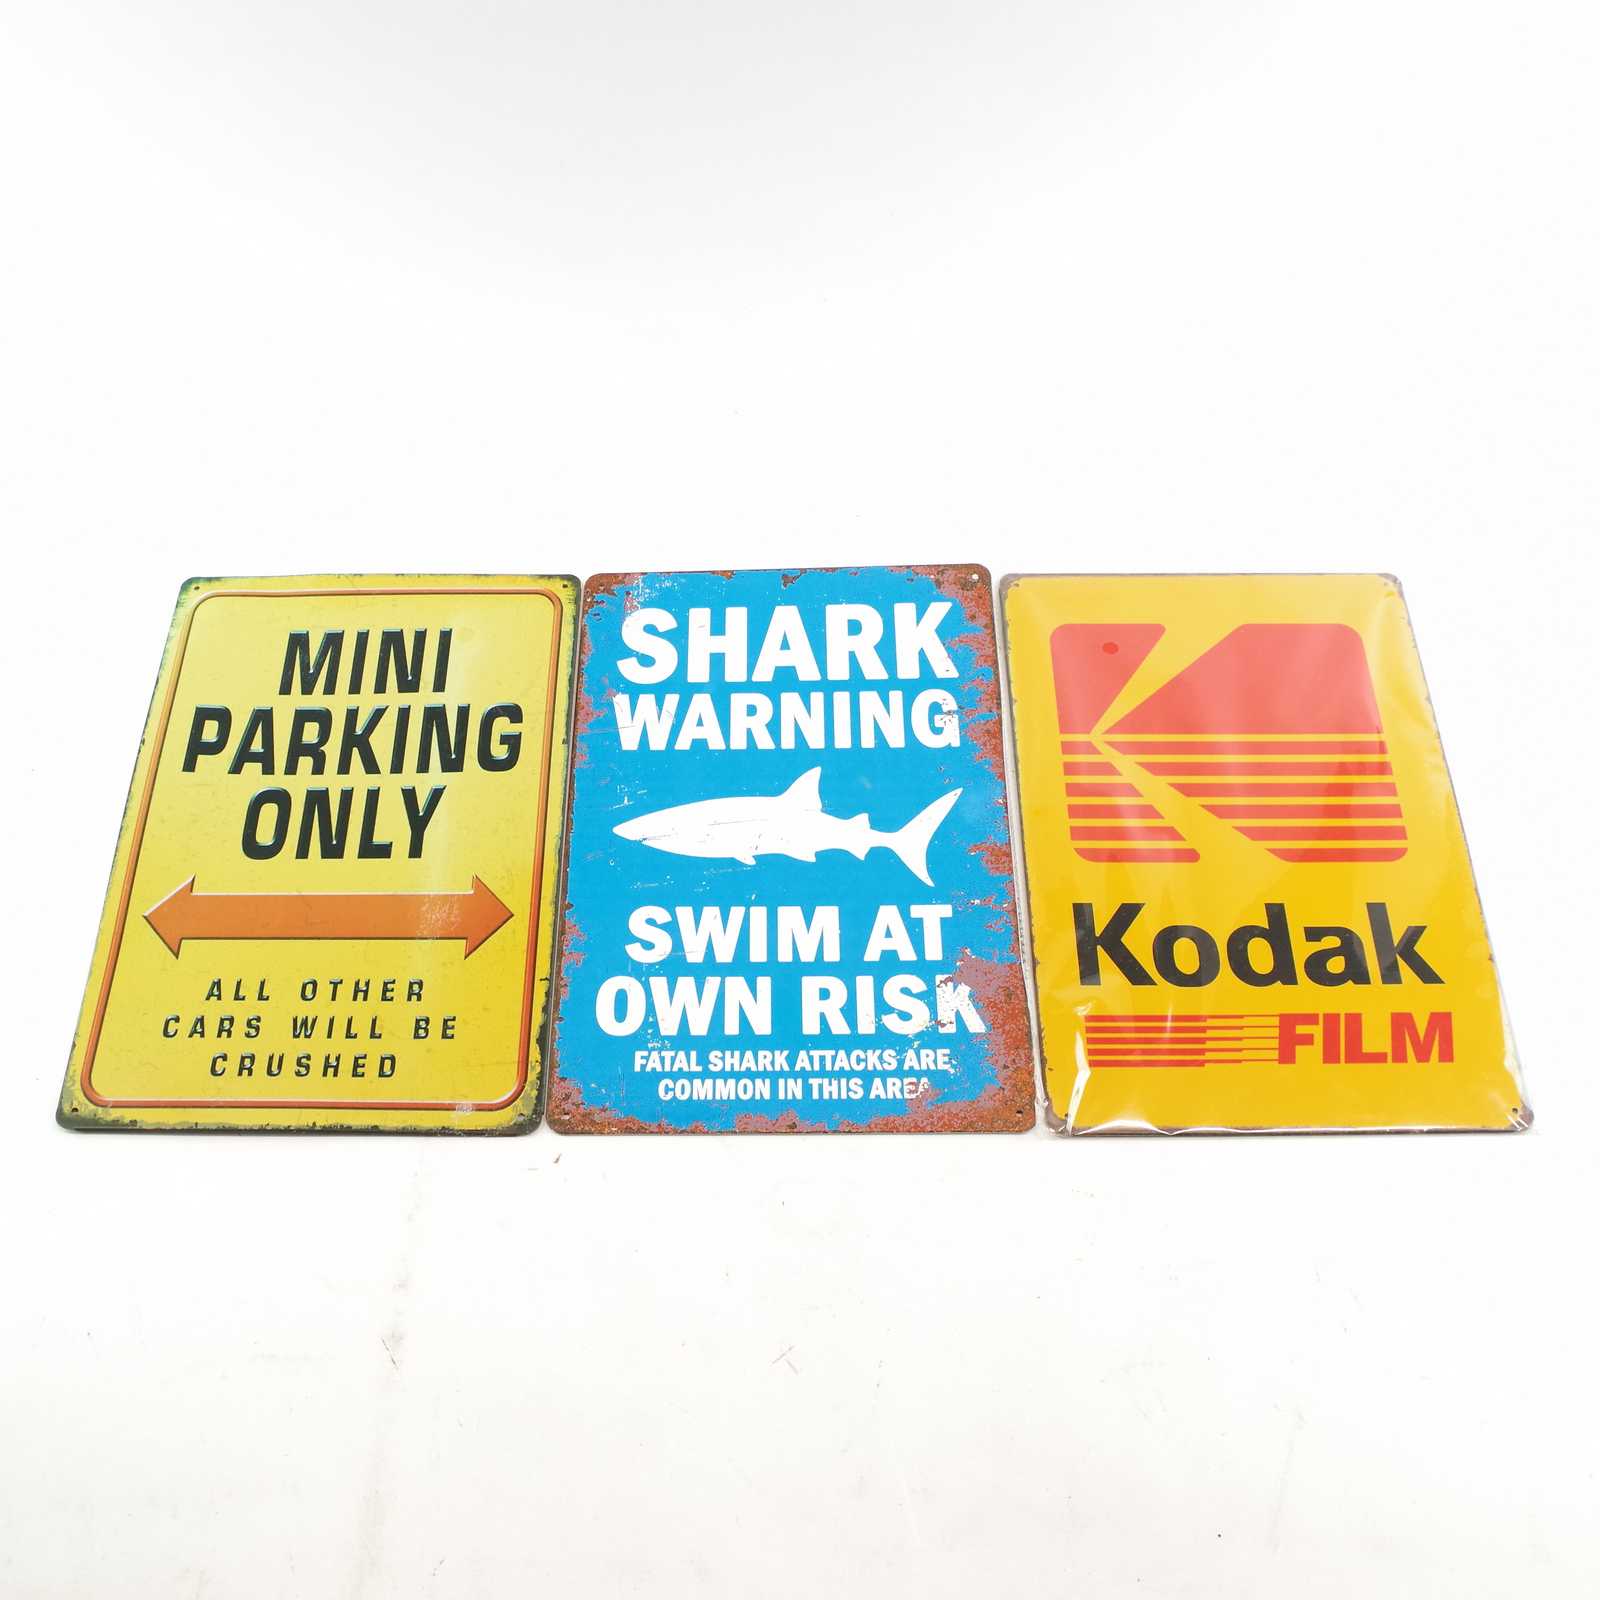 MINI
PARKING
ONLY
ALL OTHER
CARS WILL BE
CRUSHED
SHARK
WARNING
SWIM AT
OWN RISK
FATAL SHARK ATTACKS ARE
COMMON IN THIS AREA
Kodak
FILM